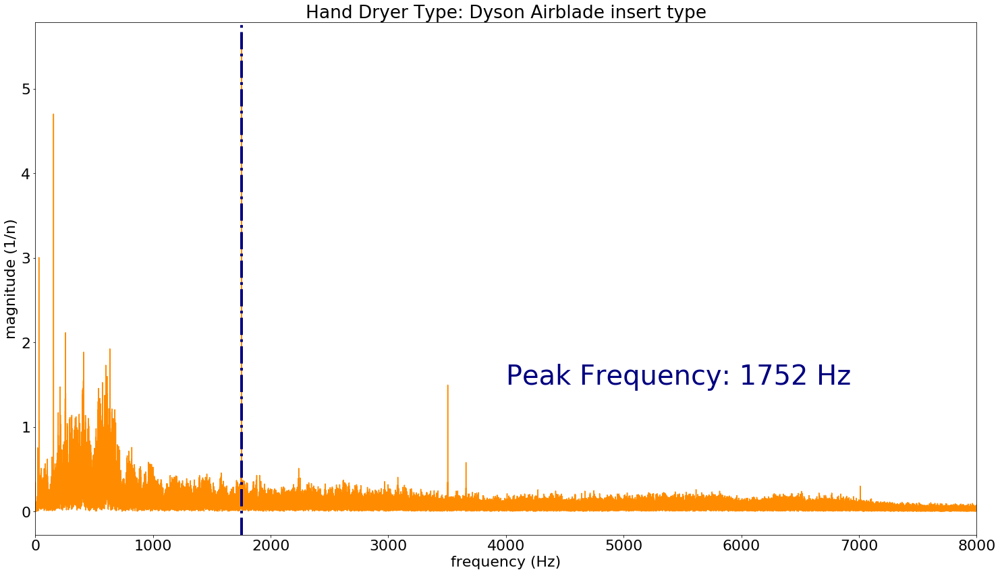 Hand Dryer Type: Dyson Airblade insert type
magnitude (1/n)
5
4
3
2
1
0
Peak Frequency: 1752 Hz
0 1000 2000 3000 4000 5000 6000 7000 8000
frequency (Hz)